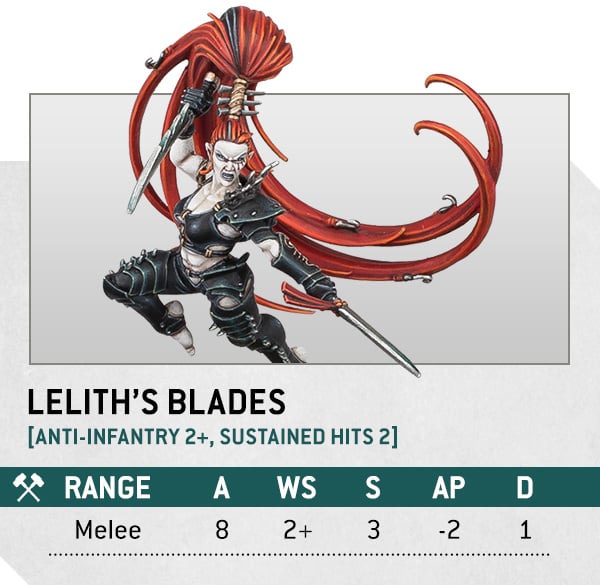 LELITH'S BLADES
[ANTI-INFANTRY 2+, SUSTAINED HITS 2]
RANGE A WS S AP D
Melee 8 2+ 3 -2 1